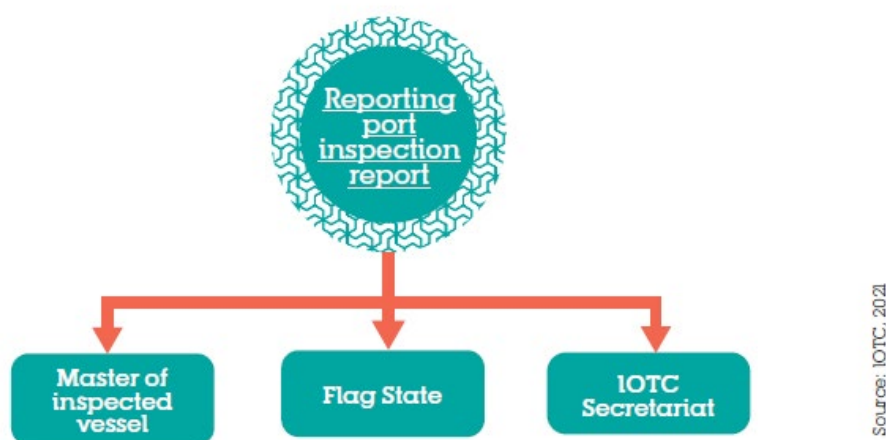 Reporting
port
inspection
report
Master of
inspected
vessel
Flag State
IOTC
Secretariat
Source: IOTC, 2021